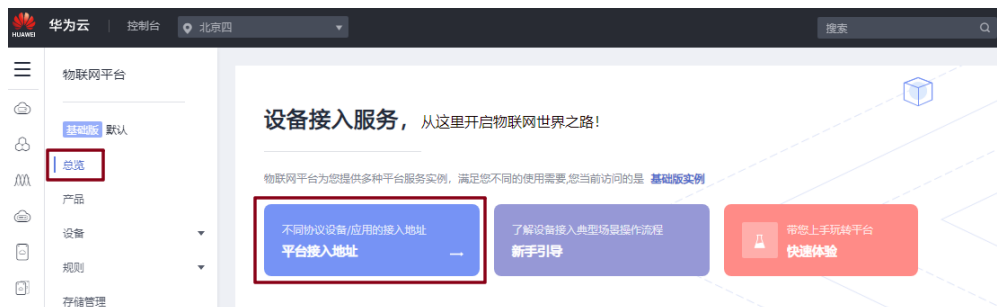 HUAWEI
华为云 控制台 北京四 搜索
物联网平台
基础版 默认
总览
产品
设备
规则
存储管理
设备接入服务，从这里开启物联网世界之路！
物联网平台为您提供多种平台服务实例，满足您不同的使用需要,您当前访问的是 基础版实例
不同协议设备/应用的接入地址
平台接入地址 →
了解设备接入典型场景操作流程
新手引导
带您上手玩转平台
快速体验